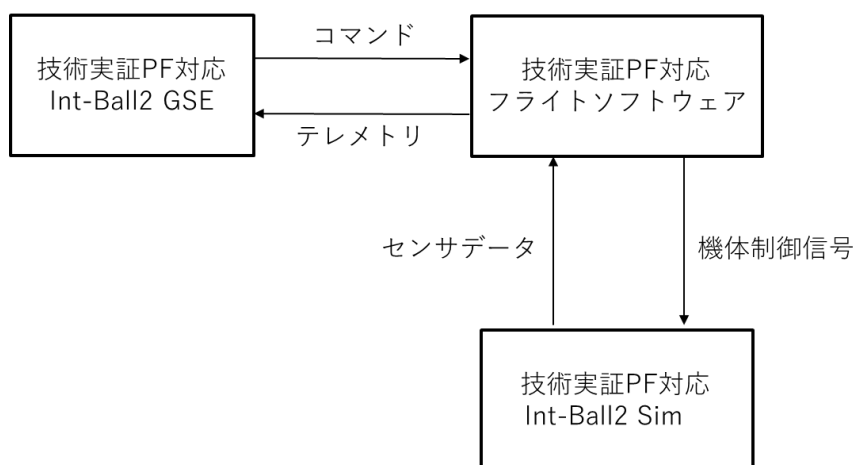 コマンド
技術実証PF対応
Int-Ball2 GSE
技術実証PF対応
フライトソフトウェア
テレメトリ
センサデータ
機体制御信号
技術実証PF対応
Int-Ball2 Sim